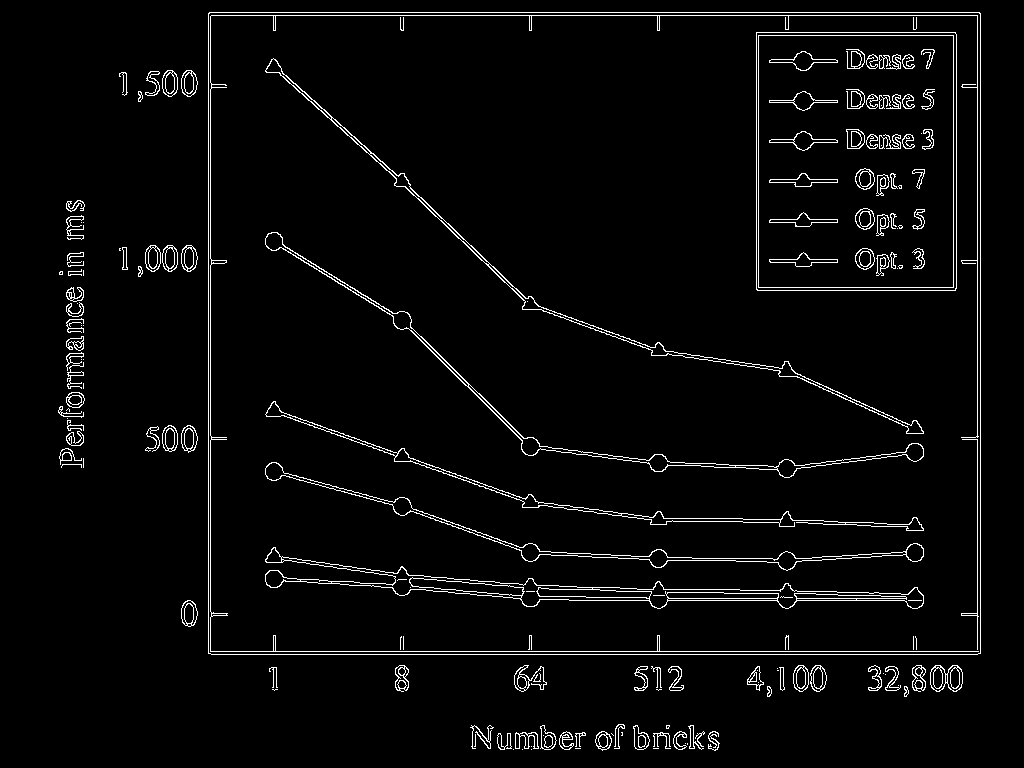 Dense 7
Dense 5
Dense 3
Opt. 7
Opt. 5
Opt. 3
1,500
1,000
500
0
Performance in ms
1 8 64 512 4,100 32,800
Number of bricks